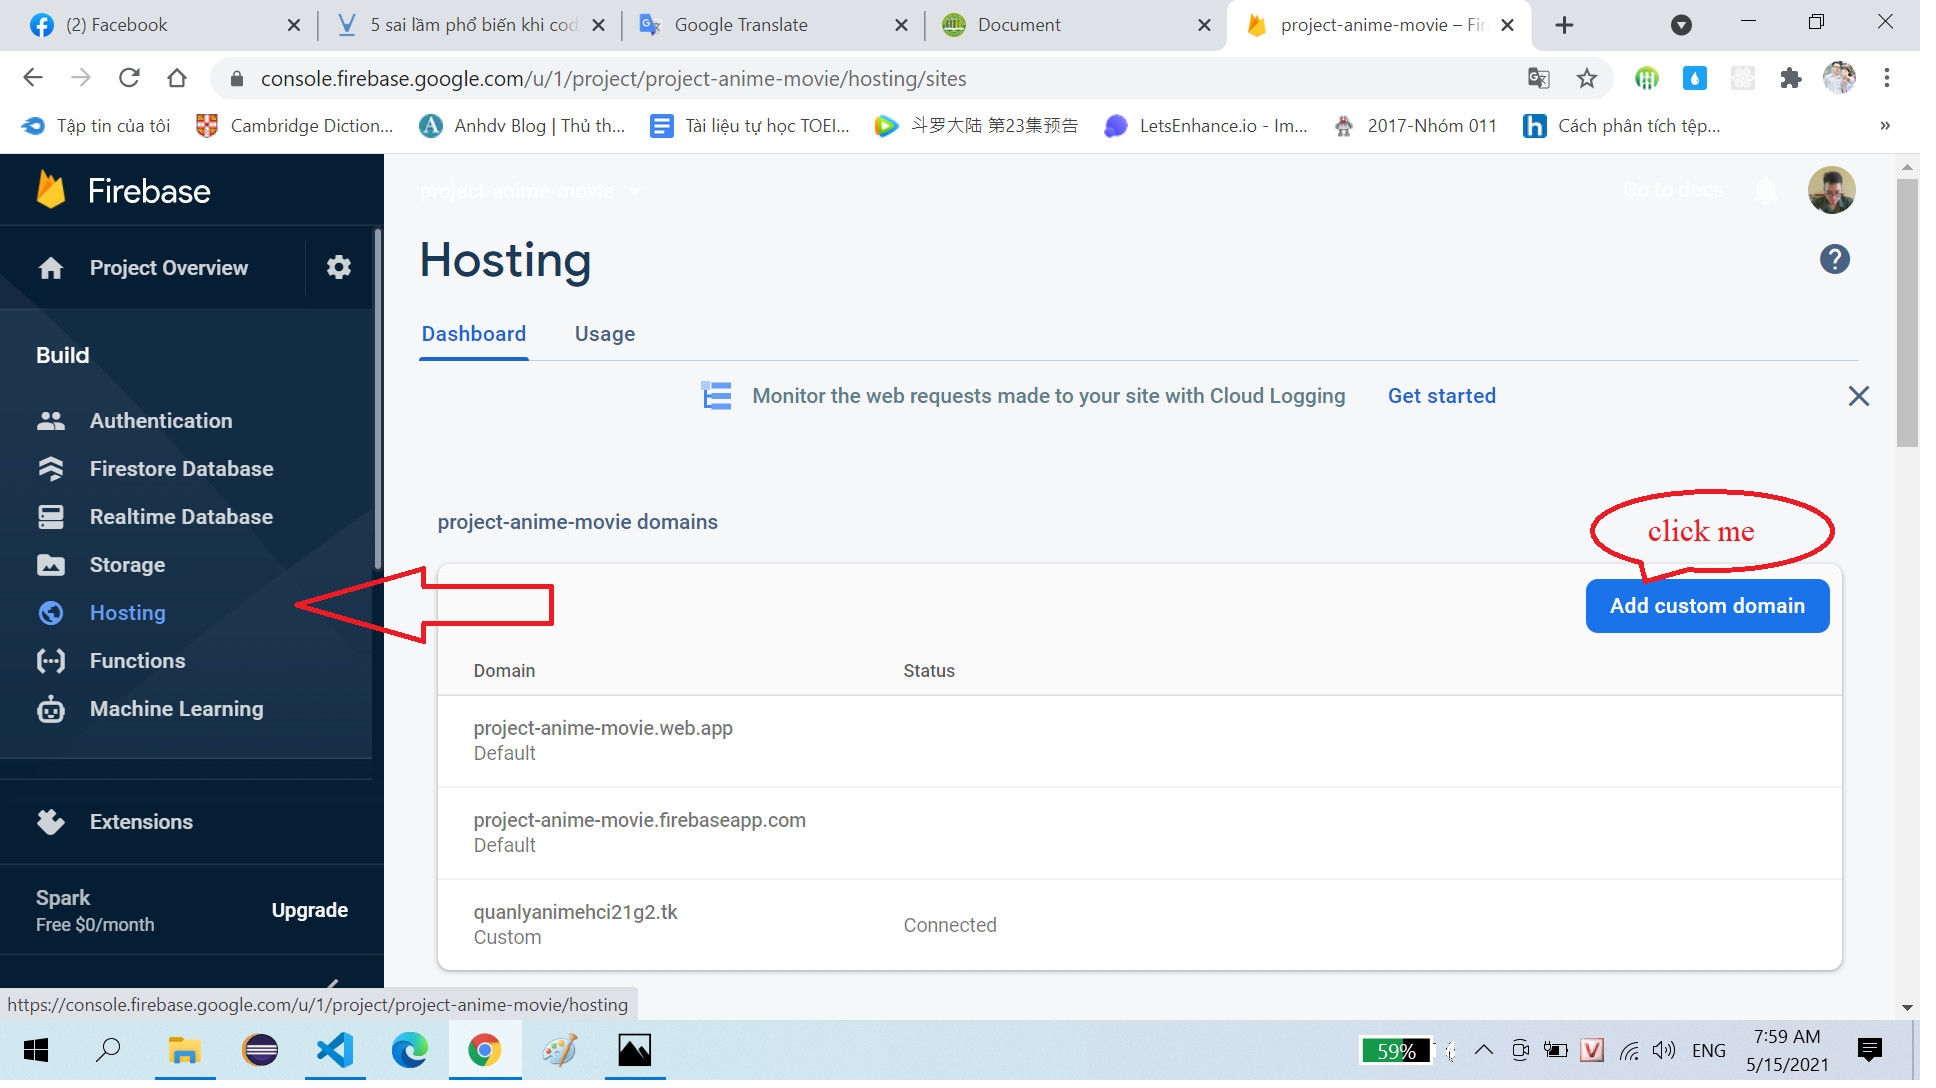 (2) Facebook
5 sai lầm phổ biến khi cod
Google Translate
Document
project-anime-movie – Fir
console.firebase.google.com/u/1/project/project-anime-movie/hosting/sites
Tập tin của tôi
Cambridge Diction...
Anhdv Blog | Thủ th...
Tài liệu tự học TOEI...
斗罗大陆 第23集预告
LetsEnhance.io - Im...
2017-Nhóm 011
Cách phân tích tệp...
»
Firebase
project-anime-movie
Go to docs
Project Overview
Hosting
Dashboard
Usage
Build
Monitor the web requests made to your site with Cloud Logging
Get started
Authentication
Firestore Database
Realtime Database
Storage
Hosting
Functions
Machine Learning
project-anime-movie domains
click me
Add custom domain
Domain
Status
project-anime-movie.web.app
Default
project-anime-movie.firebaseapp.com
Default
quanlyanimehci21g2.tk
Custom
Connected
Extensions
Spark
Free $0/month
Upgrade
https://console.firebase.google.com/u/1/project/project-anime-movie/hosting
59%
ENG
7:59 AM
5/15/2021